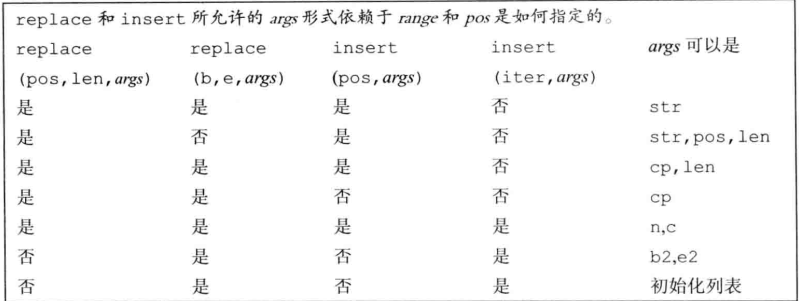 replace 和 insert 所允许的 args 形式依赖于 range 和 pos 是如何指定的。
replace replace insert insert args 可以是
(pos,len,args) (b,e,args) (pos,args) (iter,args)
是 是 是 否 str
是 否 是 否 str,pos,len
是 是 是 否 cp,len
是 是 否 否 cp
是 是 是 是 n,c
否 是 否 是 b2,e2
否 是 否 是 初始化列表